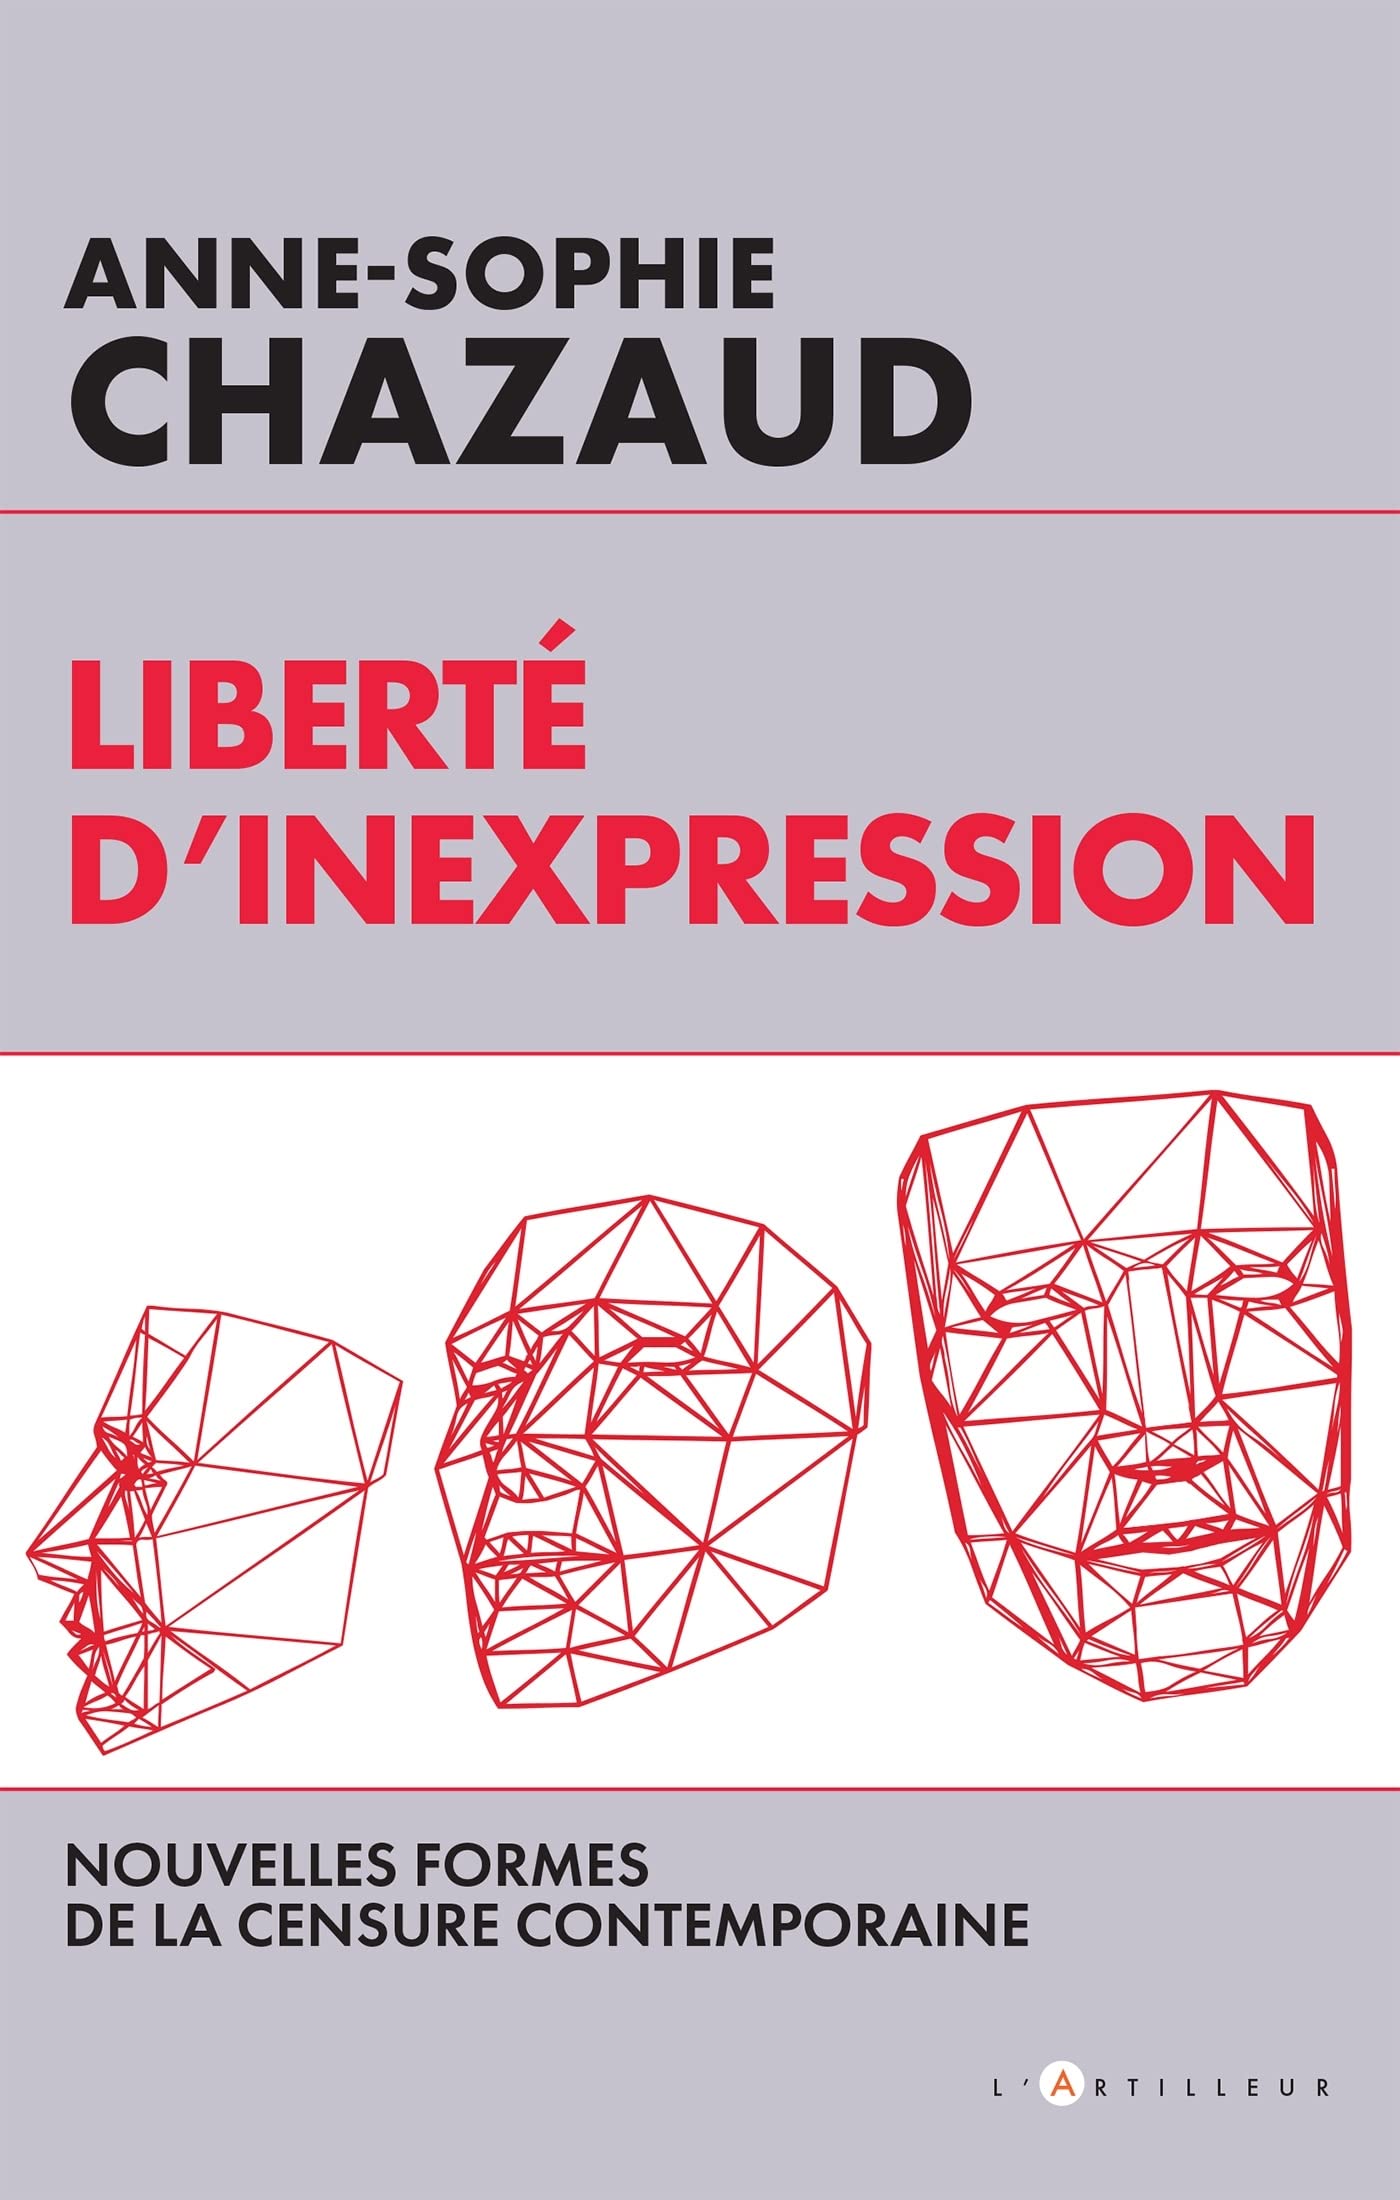 ANNE-SOPHIE
CHAZAUD
LIBERTÉ
D'INEXPRESSION
NOUVELLES FORMES
DE LA CENSURE CONTEMPORAINE
L'ARTILLEUR